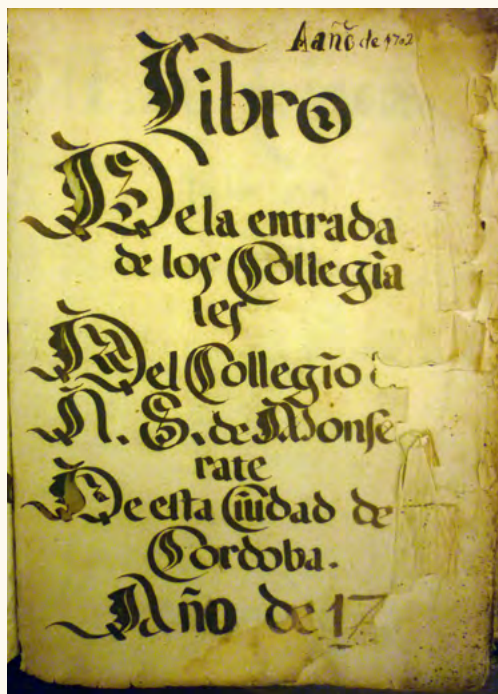 Año de 1702
Libro
De la entrada
de los Collegia
les
Del Collegio
N. S. de Monse
rate
De esta Ciudad de
Cordoba.
Año de 17